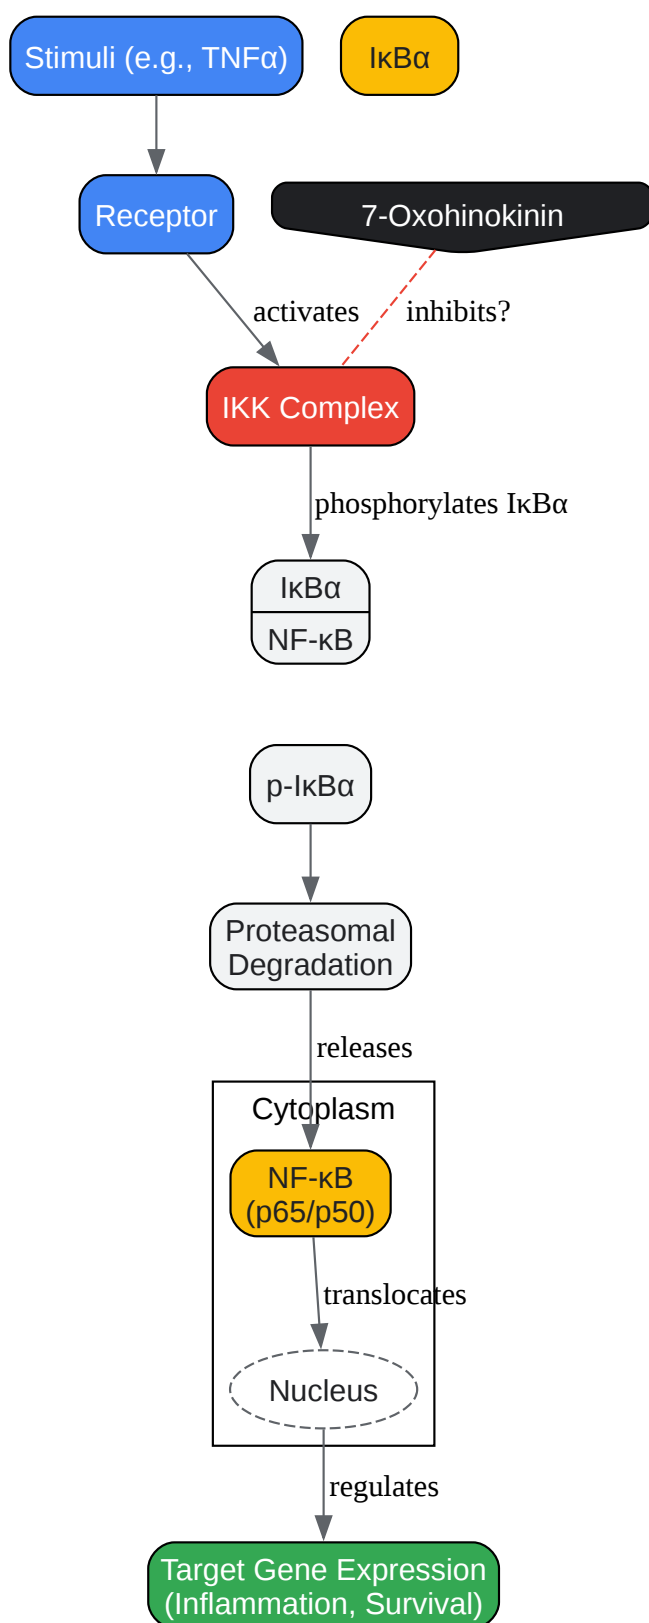 Stimuli (e.g., TNFα)
IκBα
Receptor
7-Oxohinokinin
activates
inhibits?
IKK Complex
phosphorylates IκBα
IκBα
NF-κB
p-IκBα
Proteasomal
Degradation
releases
Cytoplasm
NF-κB
(p65/p50)
translocates
Nucleus
regulates
Target Gene Expression
(Inflammation, Survival)